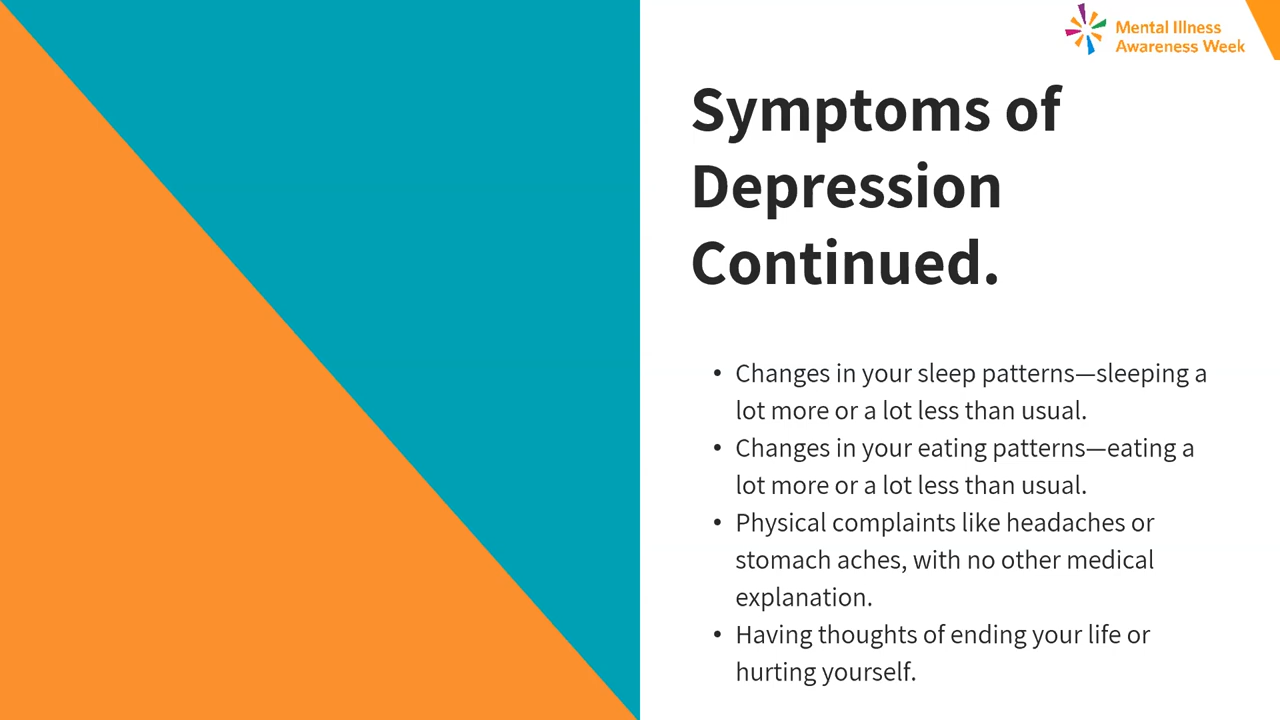 Mental Illness
Awareness Week
Symptoms of
Depression
Continued.
• Changes in your sleep patterns—sleeping a
lot more or a lot less than usual.
• Changes in your eating patterns—eating a
lot more or a lot less than usual.
• Physical complaints like headaches or
stomach aches, with no other medical
explanation.
• Having thoughts of ending your life or
hurting yourself.